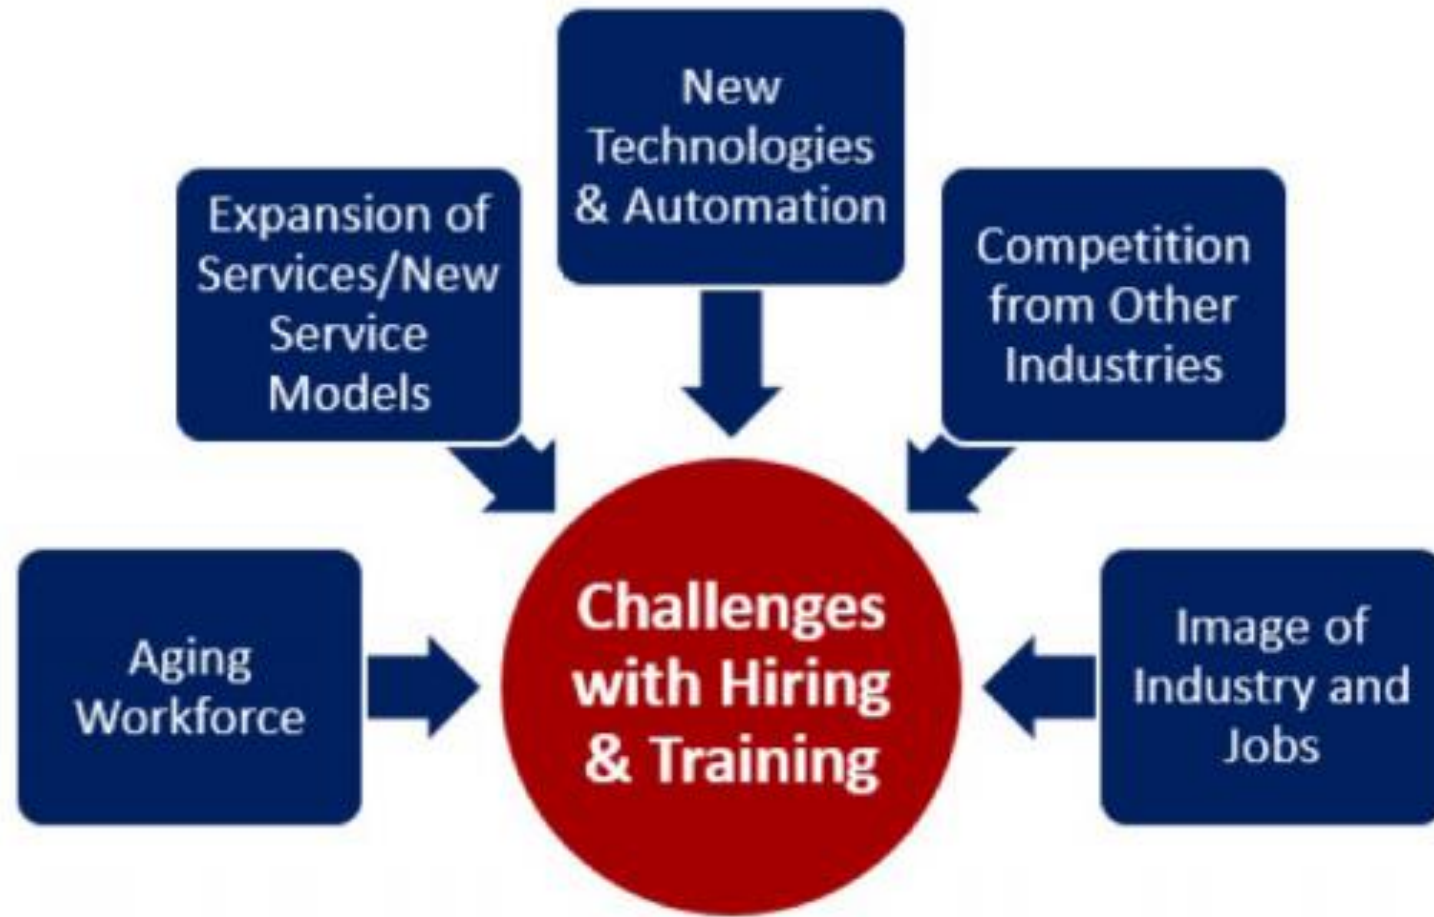 New
Technologies
& Automation
Expansion of
Services/New
Service
Models
Competition
from Other
Industries
Aging
Workforce
Challenges
with Hiring
& Training
Image of
Industry and
Jobs